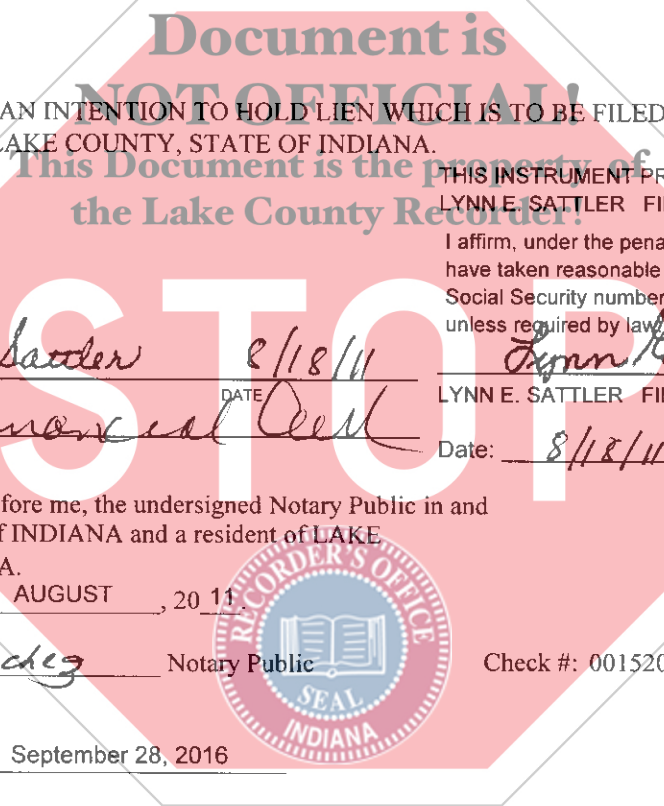 Document is
NOT OFFICIAL!
AN INTENTION TO HOLD LIEN WHICH IS TO BE FILED
LAKE COUNTY, STATE OF INDIANA.
This Document is the property of
the Lake County Recorder!
THIS INSTRUMENT PR
LYNN E. SATTLER FI
I affirm, under the pena
have taken reasonable
Social Security number
unless required by law
STOP
Sattler 8/18/11
Lynn
DATE
LYNN E. SATTLER FI
Date: 8/18/11
fore me, the undersigned Notary Public in and
f INDIANA and a resident of LAKE
A.
AUGUST, 20 11.
Notary Public
RECORDER'S OFFICE
SEAL
INDIANA
Check #: 001520
September 28, 2016